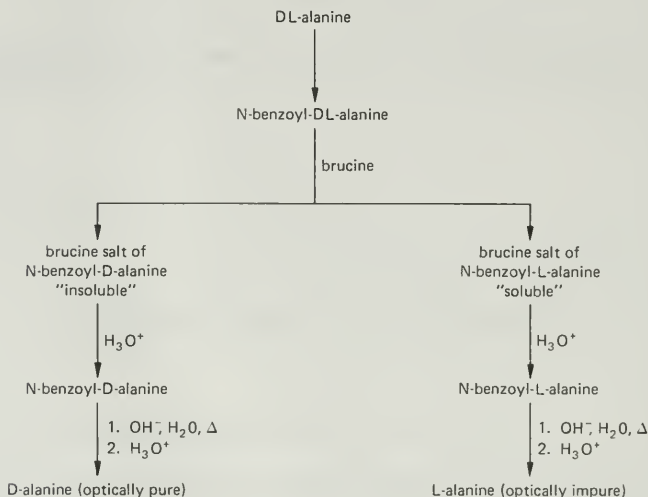 DL-alanine
N-benzoyl-DL-alanine
brucine
brucine salt of
N-benzoyl-D-alanine
"insoluble"
brucine salt of
N-benzoyl-L-alanine
"soluble"
H₃O⁺
H₃O⁺
N-benzoyl-D-alanine
N-benzoyl-L-alanine
1. OH⁻, H₂O, Δ
2. H₃O⁺
1. OH⁻, H₂O, Δ
2. H₃O⁺
D-alanine (optically pure)
L-alanine (optically impure)